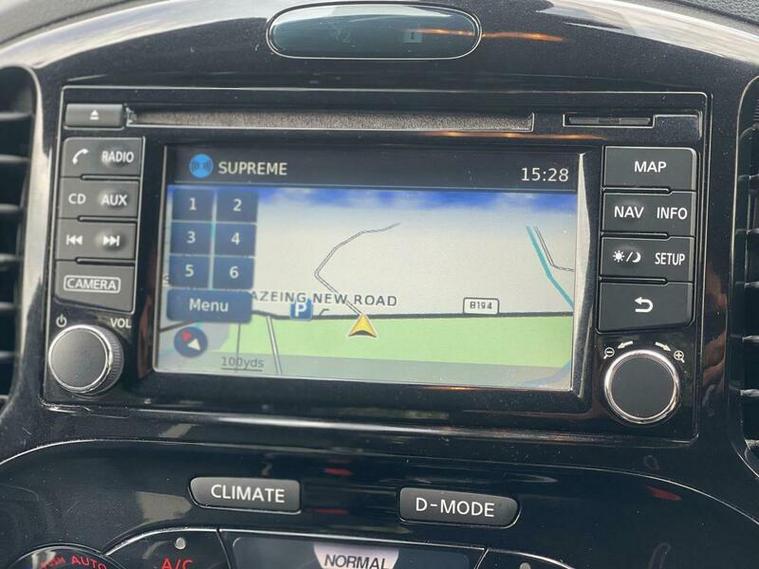 RADIO
CD AUX
CAMERA
VOL
SUPREME
15:28
1 2
3 4
5 6
Menu
AZEING NEW ROAD
P
B194
100yds
MAP
NAV INFO
SETUP
CLIMATE
D-MODE
AUTO
A/C
NORMAL